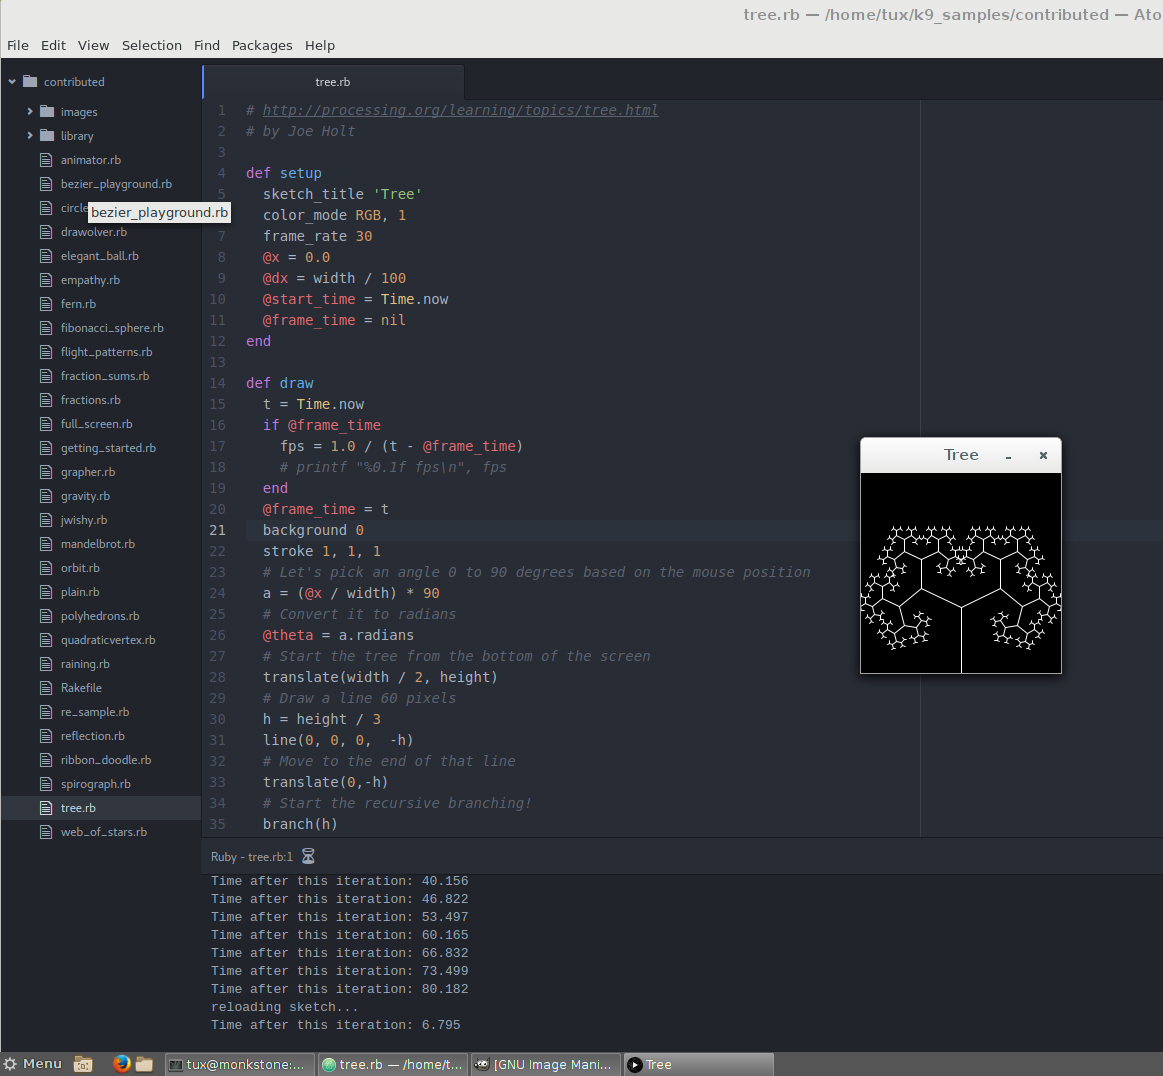 tree.rb — /home/tux/k9_samples/contributed — Ato
File Edit View Selection Find Packages Help
contributed
images
library
animator.rb
bezier_playground.rb
circle
bezier_playground.rb
drawolver.rb
elegant_ball.rb
empathy.rb
fern.rb
fibonacci_sphere.rb
flight_patterns.rb
fraction_sums.rb
fractions.rb
full_screen.rb
getting_started.rb
grapher.rb
gravity.rb
jwishy.rb
mandelbrot.rb
orbit.rb
plain.rb
polyhedrons.rb
quadraticvertex.rb
raining.rb
Rakefile
re_sample.rb
reflection.rb
ribbon_doodle.rb
spirograph.rb
tree.rb
web_of_stars.rb
tree.rb
1 # http://processing.org/learning/topics/tree.html
2 # by Joe Holt
3
4 def setup
5 sketch_title 'Tree'
color_mode RGB, 1
7 frame_rate 30
8 @x = 0.0
9 @dx = width / 100
10 @start_time = Time.now
11 @frame_time = nil
12 end
13
14 def draw
15 t = Time.now
16 if @frame_time
17 fps = 1.0 / (t - @frame_time)
18 # printf "%0.1f fps\n", fps
19 end
20 @frame_time = t
21 background 0
22 stroke 1, 1, 1
23 # Let's pick an angle 0 to 90 degrees based on the mouse position
24 a = (@x / width) * 90
25 # Convert it to radians
26 @theta = a.radians
27 # Start the tree from the bottom of the screen
28 translate(width / 2, height)
29 # Draw a line 60 pixels
30 h = height / 3
31 line(0, 0, 0,  -h)
32 # Move to the end of that line
33 translate(0,-h)
34 # Start the recursive branching!
35 branch(h)
Tree
Ruby - tree.rb:1
Time after this iteration: 40.156
Time after this iteration: 46.822
Time after this iteration: 53.497
Time after this iteration: 60.165
Time after this iteration: 66.832
Time after this iteration: 73.499
Time after this iteration: 80.182
reloading sketch...
Time after this iteration: 6.795
Menu tux@monkstone:... tree.rb — /home/t... [GNU Image Mani... Tree